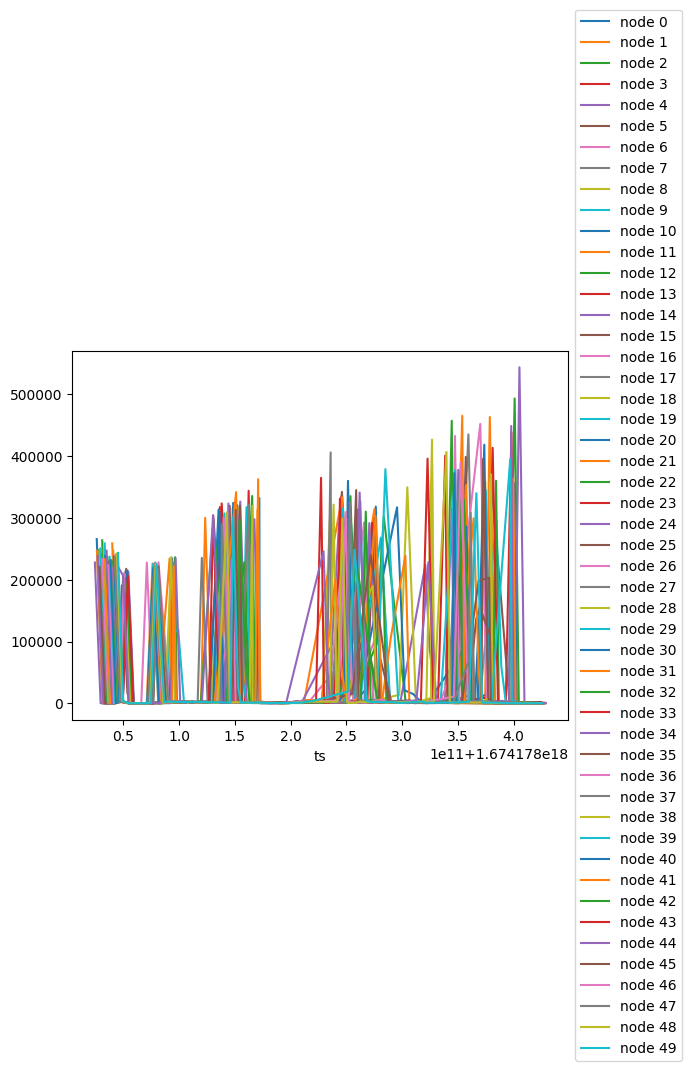 500000
400000
300000
200000
100000
0
0.5 1.0 1.5 2.0 2.5 3.0 3.5 4.0
ts
1e11+1.674178e18
node 0
node 1
node 2
node 3
node 4
node 5
node 6
node 7
node 8
node 9
node 10
node 11
node 12
node 13
node 14
node 15
node 16
node 17
node 18
node 19
node 20
node 21
node 22
node 23
node 24
node 25
node 26
node 27
node 28
node 29
node 30
node 31
node 32
node 33
node 34
node 35
node 36
node 37
node 38
node 39
node 40
node 41
node 42
node 43
node 44
node 45
node 46
node 47
node 48
node 49